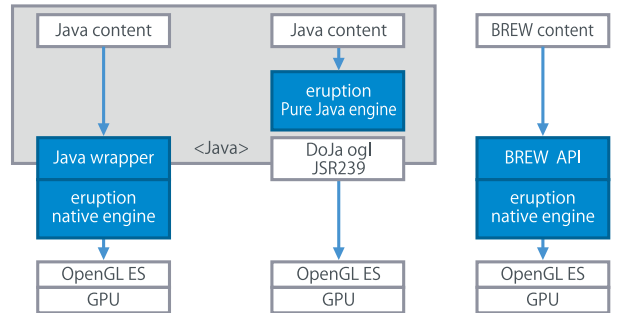 Java content
Java content
BREW content
eruption
Pure Java engine
Java wrapper
<Java>
DoJa ogl
JSR239
BREW API
eruption
native engine
eruption
native engine
OpenGL ES
OpenGL ES
OpenGL ES
GPU
GPU
GPU